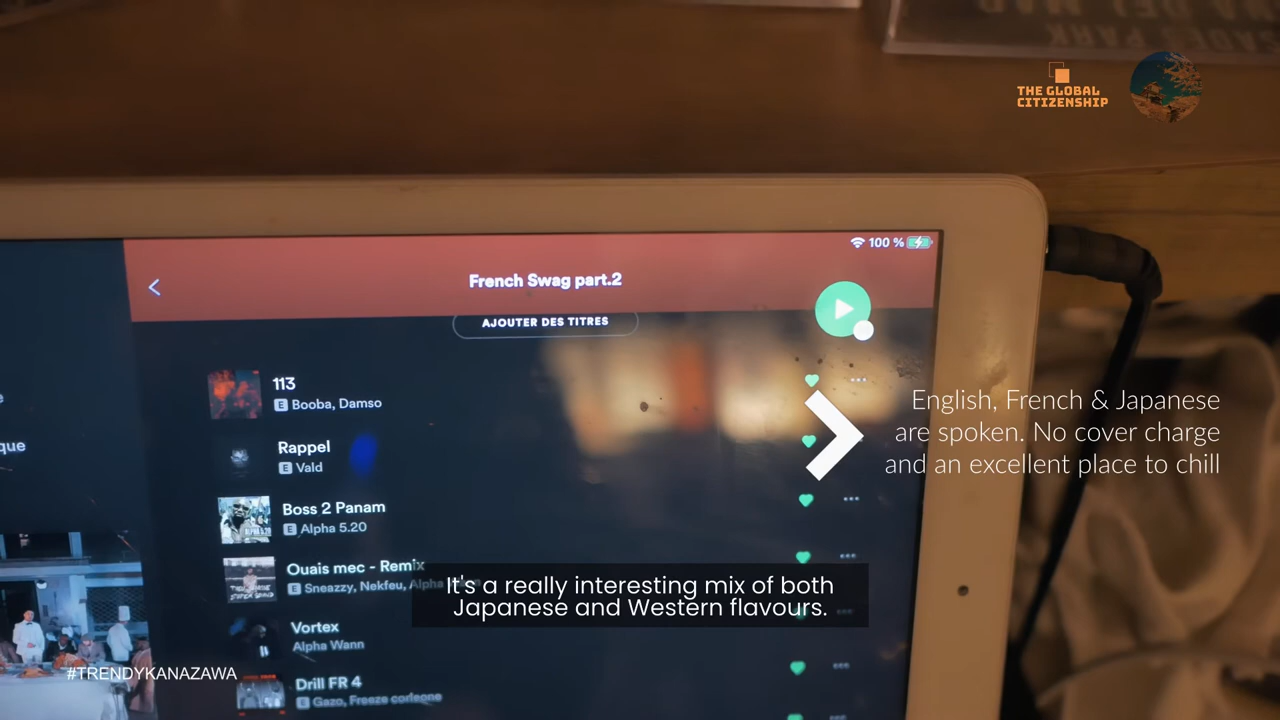 THE GLOBAL
CITIZENSHIP
100 %
French Swag part.2
AJOUTER DES TITRES
113
E Booba, Damso
Rappel
E Vald
Boss 2 Panam
E Alpha 5.20
Ouais mec - Remix
E Sneazzy, Nekfeu, Alpha
Vortex
Alpha Wann
Drill FR 4
E Gazo, Freeze corleone
que
English, French & Japanese
are spoken. No cover charge
and an excellent place to chill
It's a really interesting mix of both
Japanese and Western flavours.
#TRENDYKANAZAWA